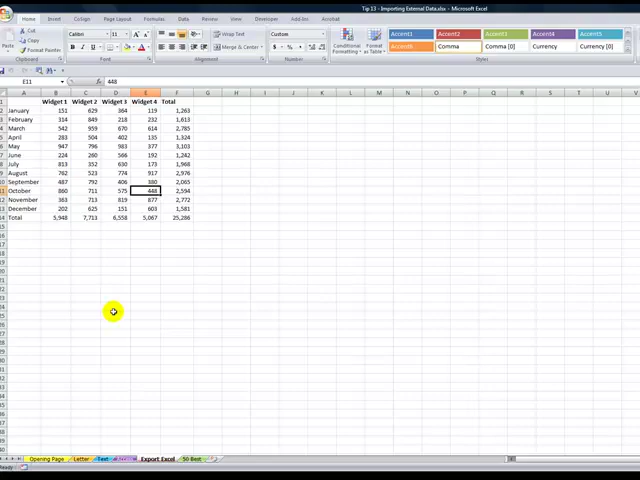 Tip 13 - Importing External Data.xlsx - Microsoft Excel
Home Insert CoSign Page Layout Formulas Data Review View Developer Add-Ins Acrobat
Cut
Copy
Format Painter
Paste
Clipboard
Calibri 11
Font
Wrap Text
Merge & Center
Alignment
Custom
Number
Conditional Formatting
Format as Table
Accent1 Accent2 Accent3 Accent4 Accent5
Accent6 Comma Comma [0] Currency Currency [0]
Styles
E11 448
A B C D E F G H I J K L M N O P Q R S T U V
Widget 1 Widget 2 Widget 3 Widget 4 Total
January 151 629 364 119 1,263
February 314 849 218 232 1,613
March 542 959 670 614 2,785
April 283 504 402 135 1,324
May 947 796 983 377 3,103
June 224 260 566 192 1,242
July 813 352 630 173 1,968
August 762 523 774 917 2,976
September 487 792 406 380 2,065
October 860 711 575 448 2,594
November 363 713 819 877 2,772
December 202 625 151 603 1,581
Total 5,948 7,713 6,558 5,067 25,286
Opening Page Letter Text Export Excel 50 Best
Ready